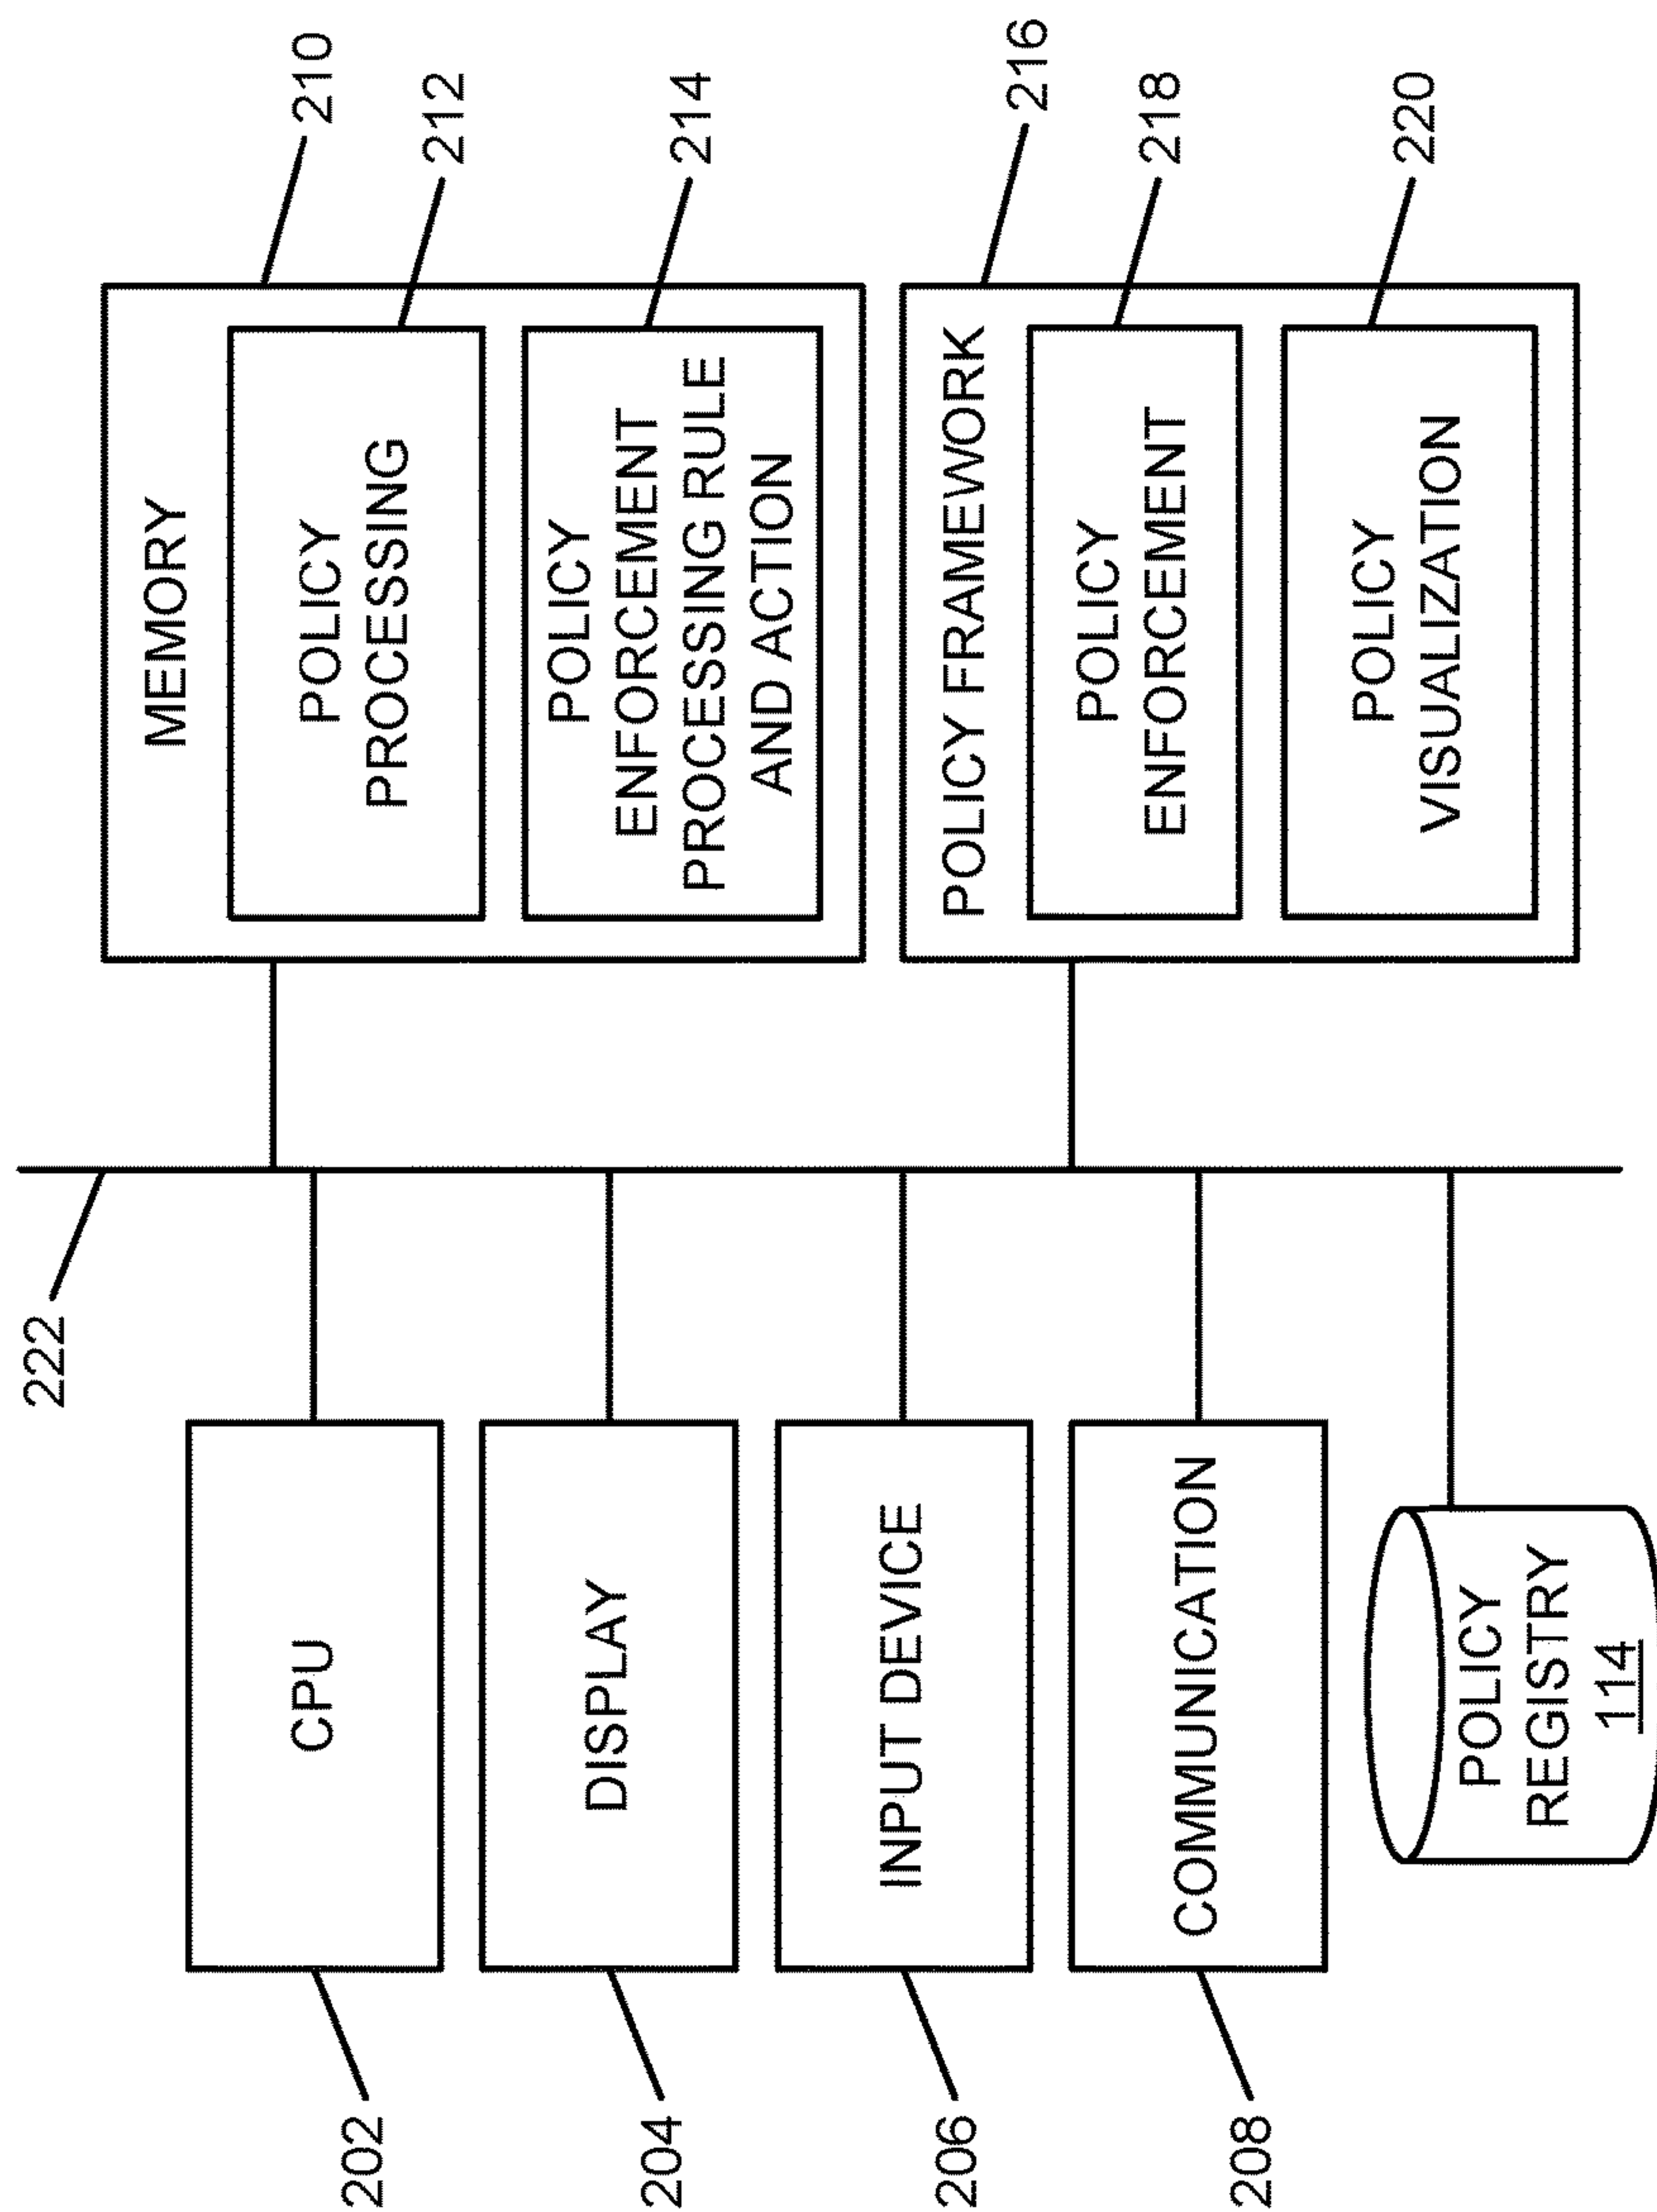 222
202
CPU
204
DISPLAY
206
INPUT DEVICE
208
COMMUNICATION
POLICY
REGISTRY
114
MEMORY
210
POLICY
PROCESSING
212
POLICY
ENFORCEMENT
PROCESSING RULE
AND ACTION
214
POLICY FRAMEWORK
216
POLICY
ENFORCEMENT
218
POLICY
VISUALIZATION
220